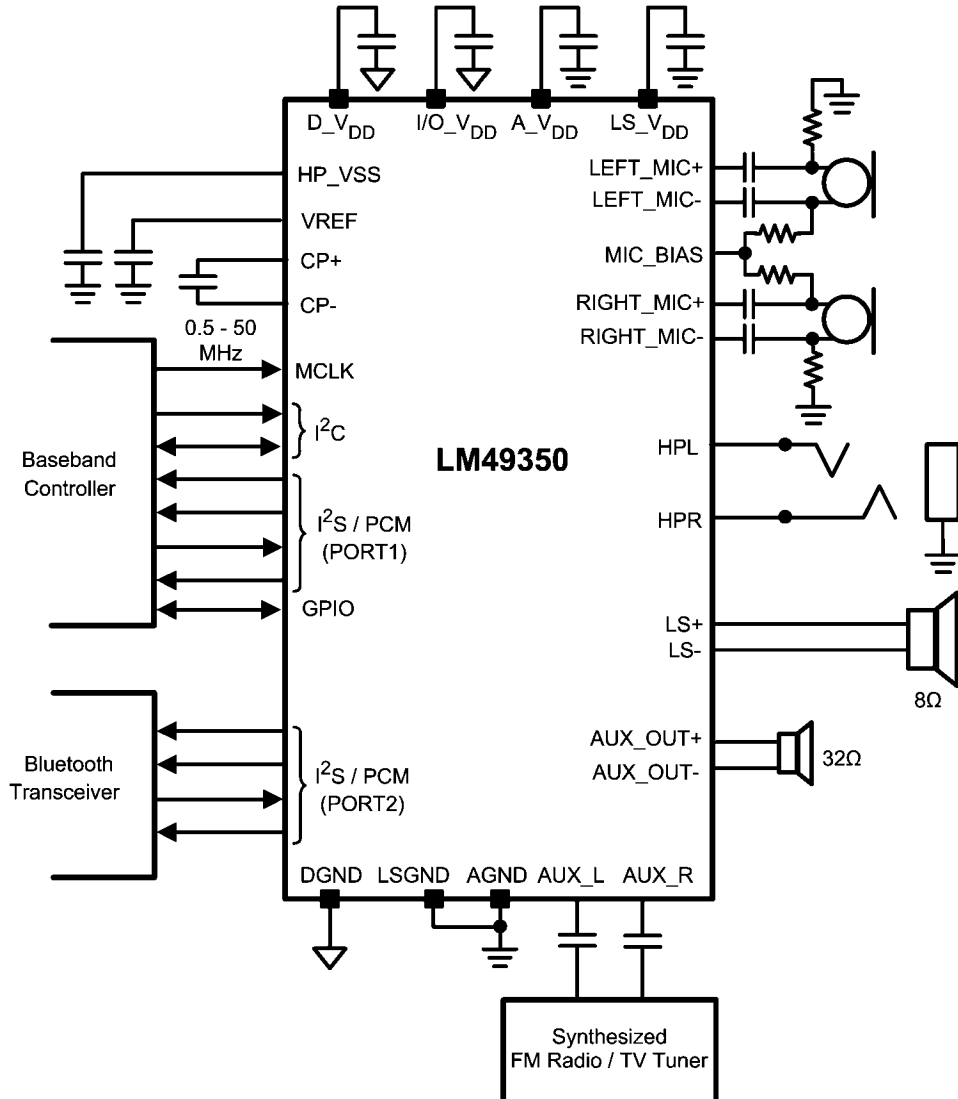 D_VDD
I/O_VDD
A_VDD
LS_VDD
HP_VSS
VREF
CP+
CP-
0.5 - 50
MHz
MCLK
I²C
I²S / PCM
(PORT1)
GPIO
Baseband
Controller
Bluetooth
Transceiver
I²S / PCM
(PORT2)
LM49350
LEFT_MIC+
LEFT_MIC-
MIC_BIAS
RIGHT_MIC+
RIGHT_MIC-
HPL
HPR
LS+
LS-
8Ω
AUX_OUT+
AUX_OUT-
32Ω
DGND
LSGND
AGND
AUX_L
AUX_R
Synthesized
FM Radio / TV Tuner